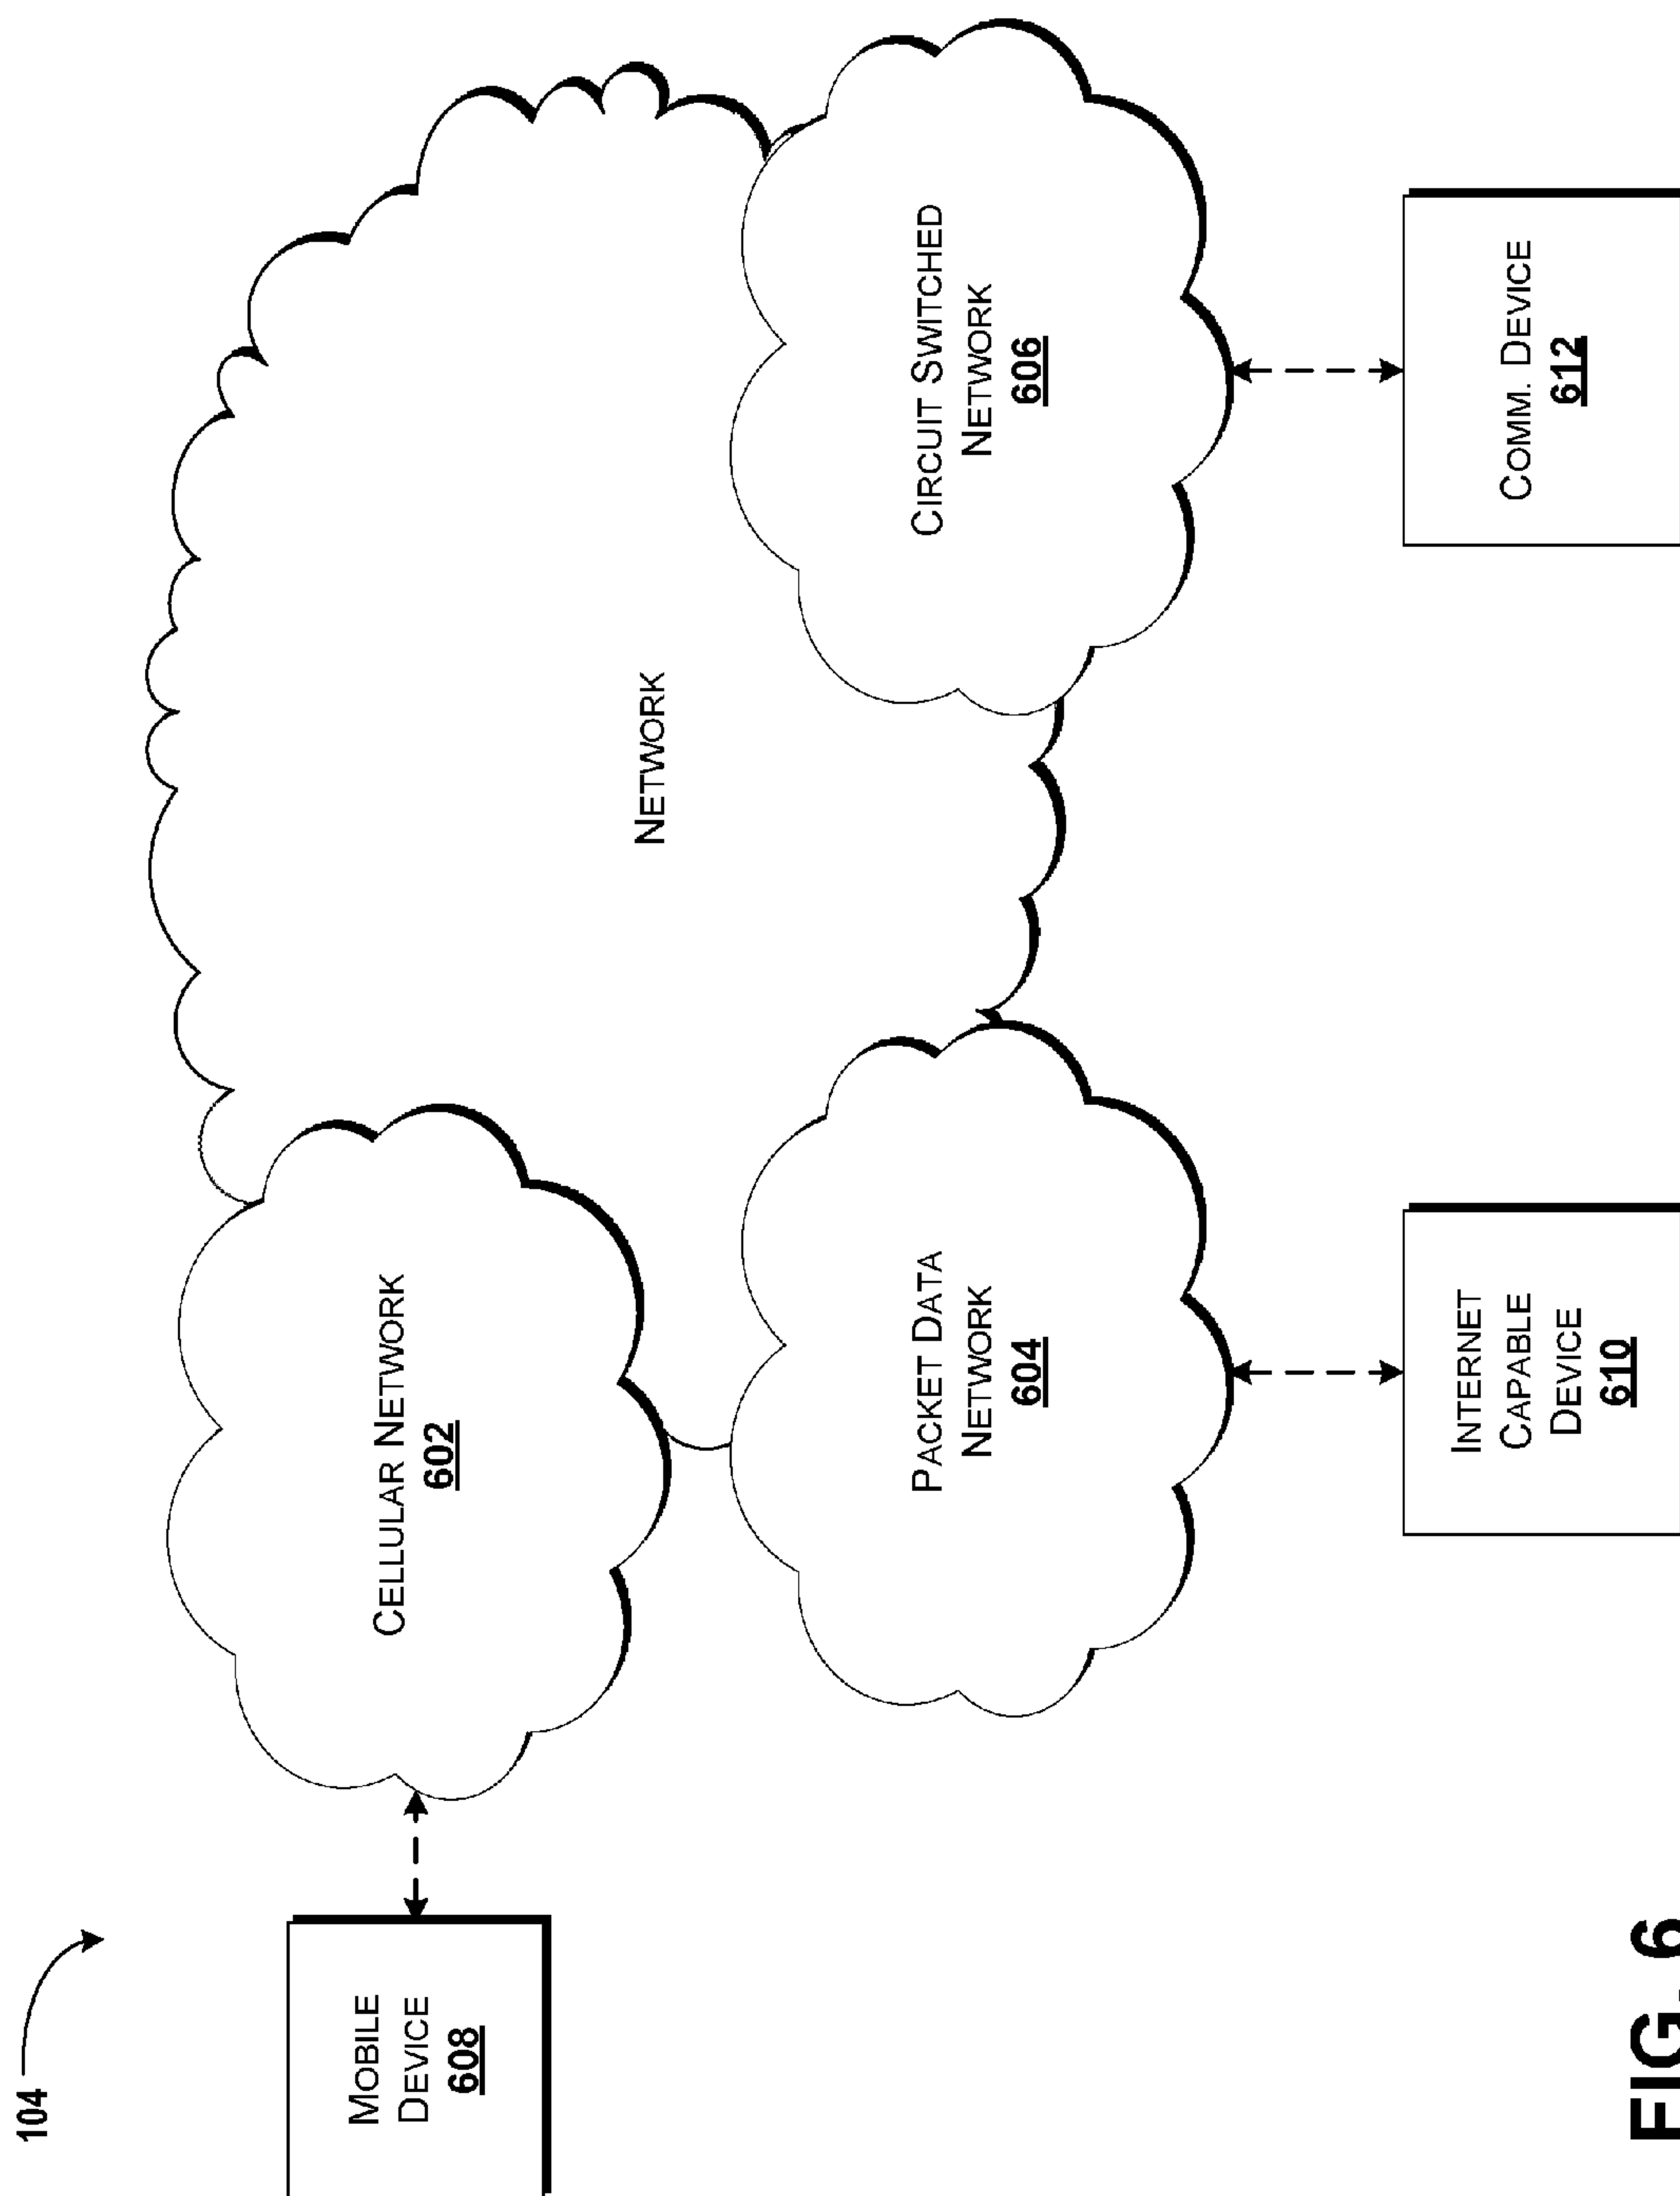 104
MOBILE
DEVICE
608
CELLULAR NETWORK
602
NETWORK
PACKET DATA
NETWORK
604
CIRCUIT SWITCHED
NETWORK
606
INTERNET
CAPABLE
DEVICE
610
COMM. DEVICE
612
FIG. 6